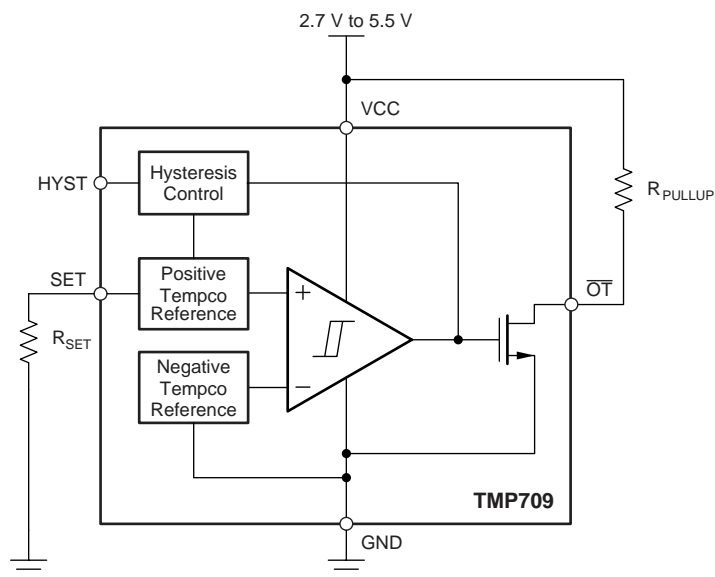 2.7 V to 5.5 V
VCC
HYST
Hysteresis
Control
R_PULLUP
SET
Positive
Tempco
Reference
+
OT
R_SET
Negative
Tempco
Reference
−
TMP709
GND